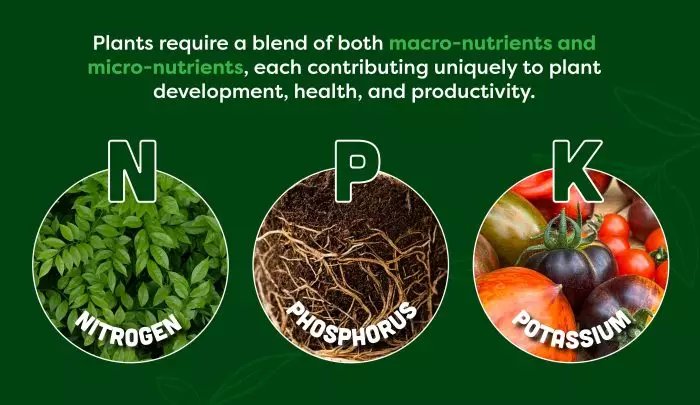 Plants require a blend of both macro-nutrients and
micro-nutrients, each contributing uniquely to plant
development, health, and productivity.
N
P
K
NITROGEN
PHOSPHORUS
POTASSIUM